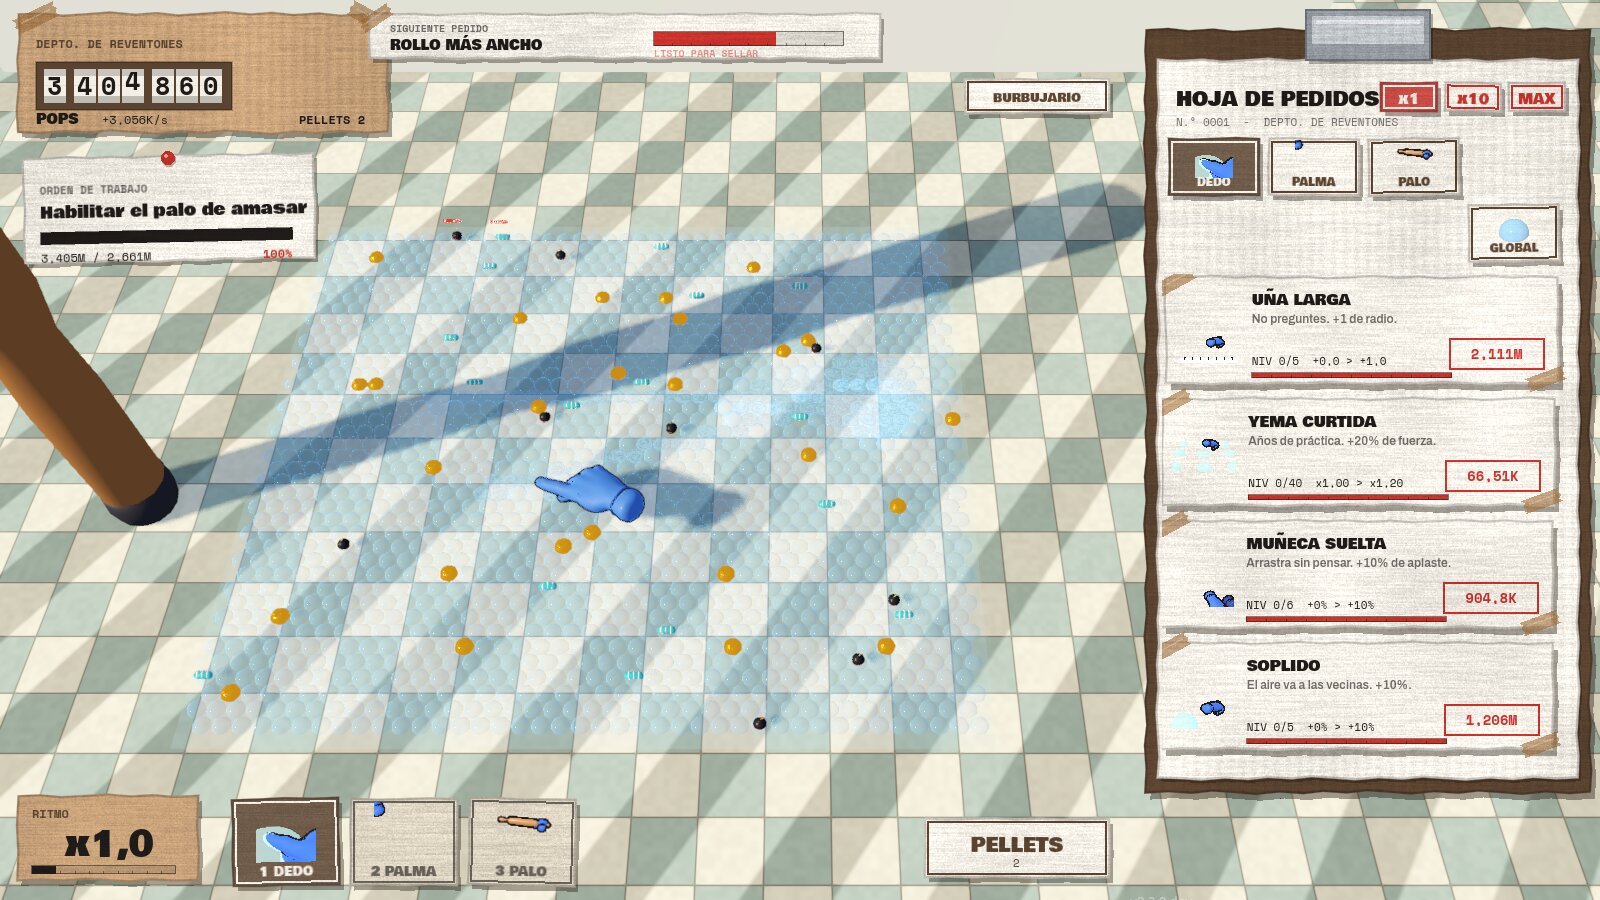 DEPTO. DE REVENTONES
3 404 860
POPS +3,056K/s PELLETS 2
SIGUIENTE PEDIDO
ROLLO MÁS ANCHO
LISTO PARA SELLAR
ORDEN DE TRABAJO
Habilitar el palo de amasar
3,405M / 2,661M 100%
BURBUJARIO
HOJA DE PEDIDOS x1 x10 MAX
N.° 0001 - DEPTO. DE REVENTONES
DEDO PALMA PALO
GLOBAL
UÑA LARGA
No preguntes. +1 de radio.
NIV 0/5 +0,0 > +1,0 2,111M
YEMA CURTIDA
Años de práctica. +20% de fuerza.
NIV 0/40 x1,00 > x1,20 66,51K
MUÑECA SUELTA
Arrastra sin pensar. +10% de aplaste.
NIV 0/6 +0% > +10% 904,8K
SOPLIDO
El aire va a las vecinas. +10%.
NIV 0/5 +0% > +10% 1,206M
RITMO
x1,0
1 DEDO 2 PALMA 3 PALO
PELLETS
2